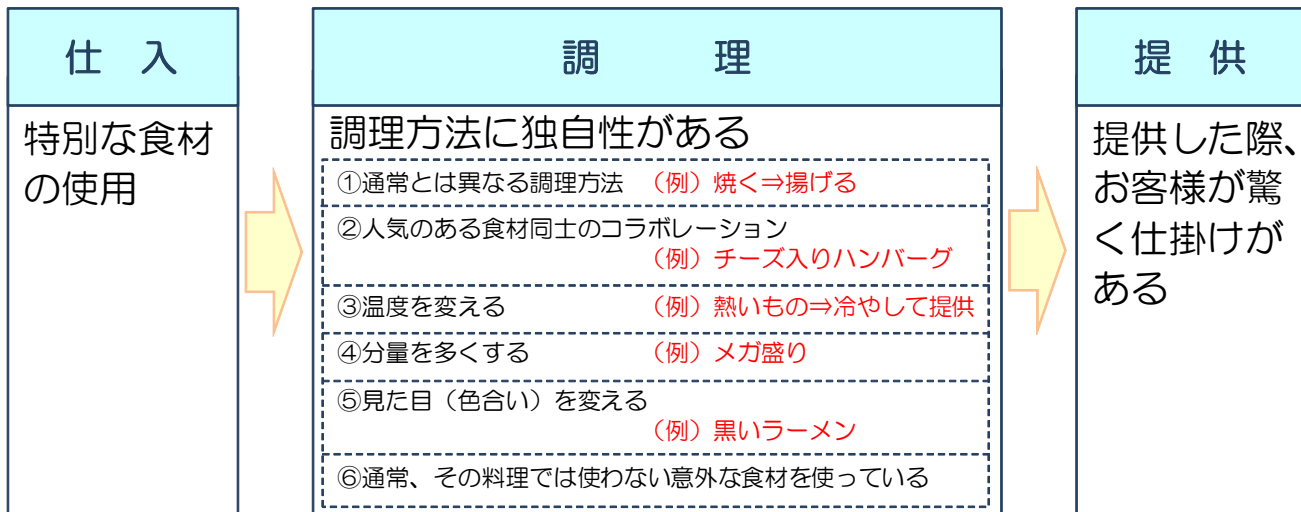 仕 入
特別な食材
の使用
調 理
調理方法に独自性がある
①通常とは異なる調理方法 （例）焼く⇒揚げる
②人気のある食材同士のコラボレーション
（例）チーズ入りハンバーグ
③温度を変える （例）熱いもの⇒冷やして提供
④分量を多くする （例）メガ盛り
⑤見た目（色合い）を変える
（例）黒いラーメン
⑥通常、その料理では使わない意外な食材を使っている
提 供
提供した際、
お客様が驚
く仕掛けが
ある